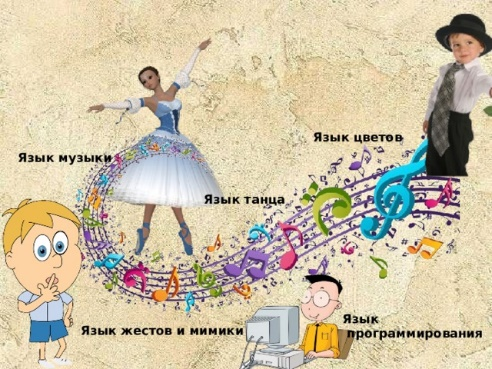 Язык цветов
Язык музыки
Язык танца
Язык жестов и мимики
Язык
программирования